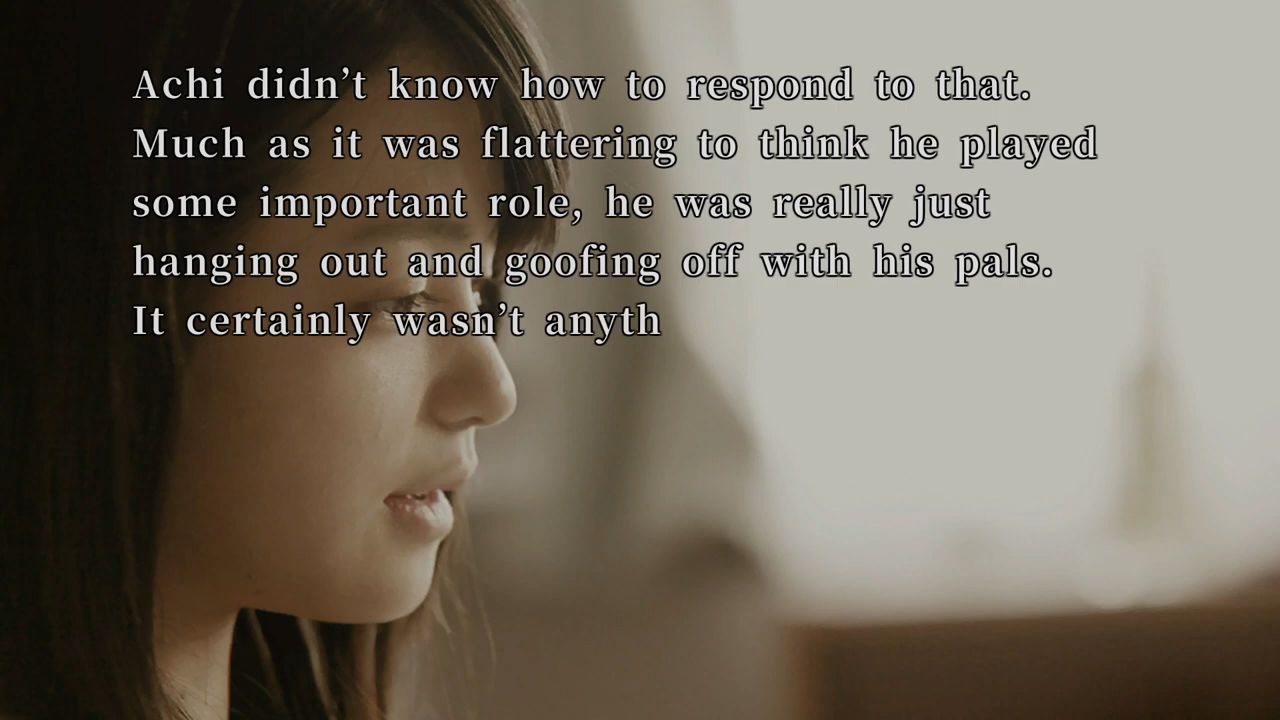 Achi didn’t know how to respond to that.
Much as it was flattering to think he played
some important role, he was really just
hanging out and goofing off with his pals.
It certainly wasn’t anyth